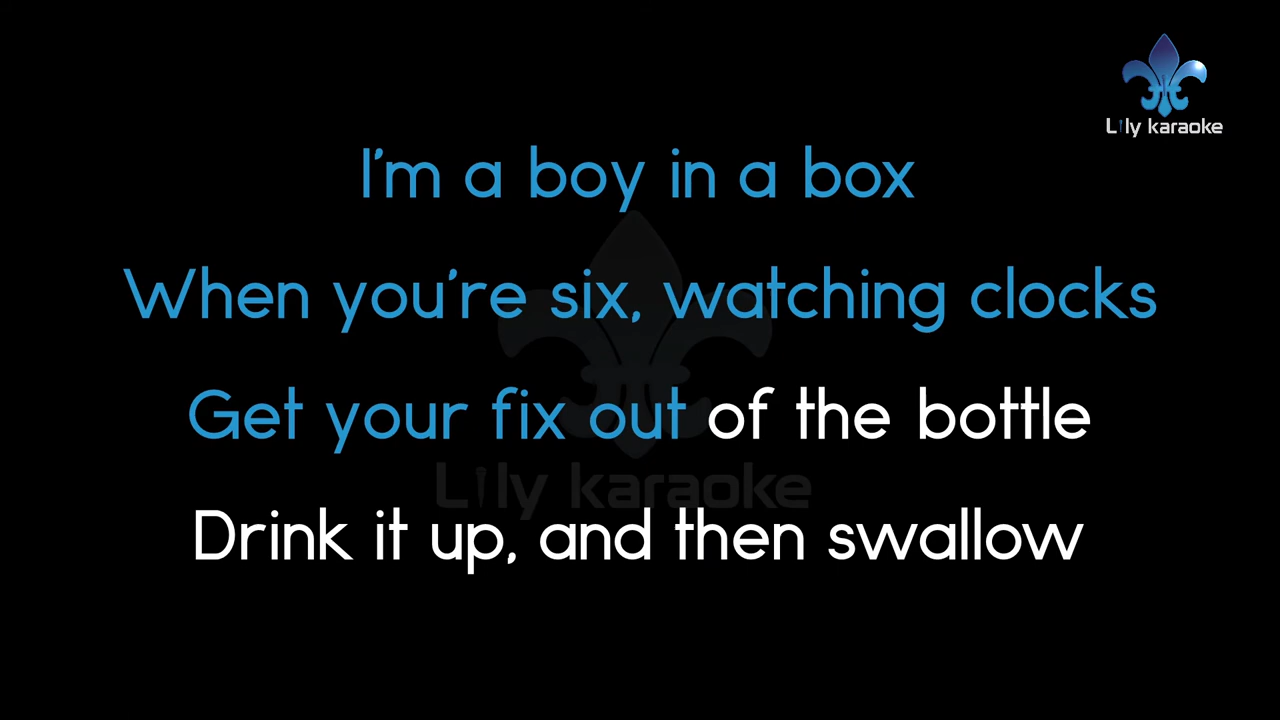 Lily karaoke
I'm a boy in a box
When you're six, watching clocks
Get your fix out of the bottle
Lily karaoke
Drink it up, and then swallow